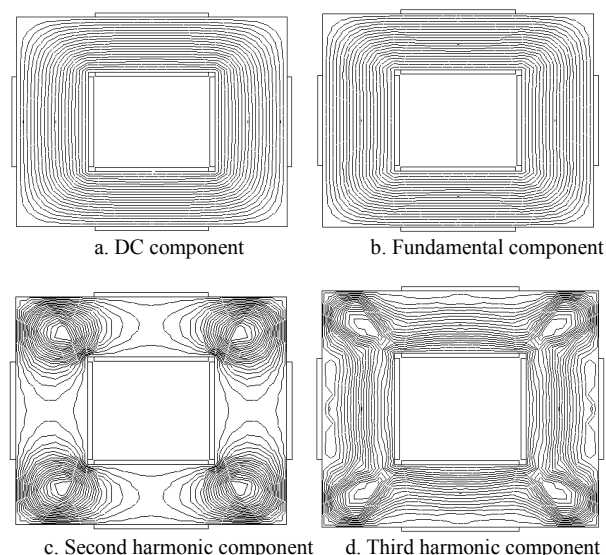 a. DC component
b. Fundamental component
c. Second harmonic component
d. Third harmonic component